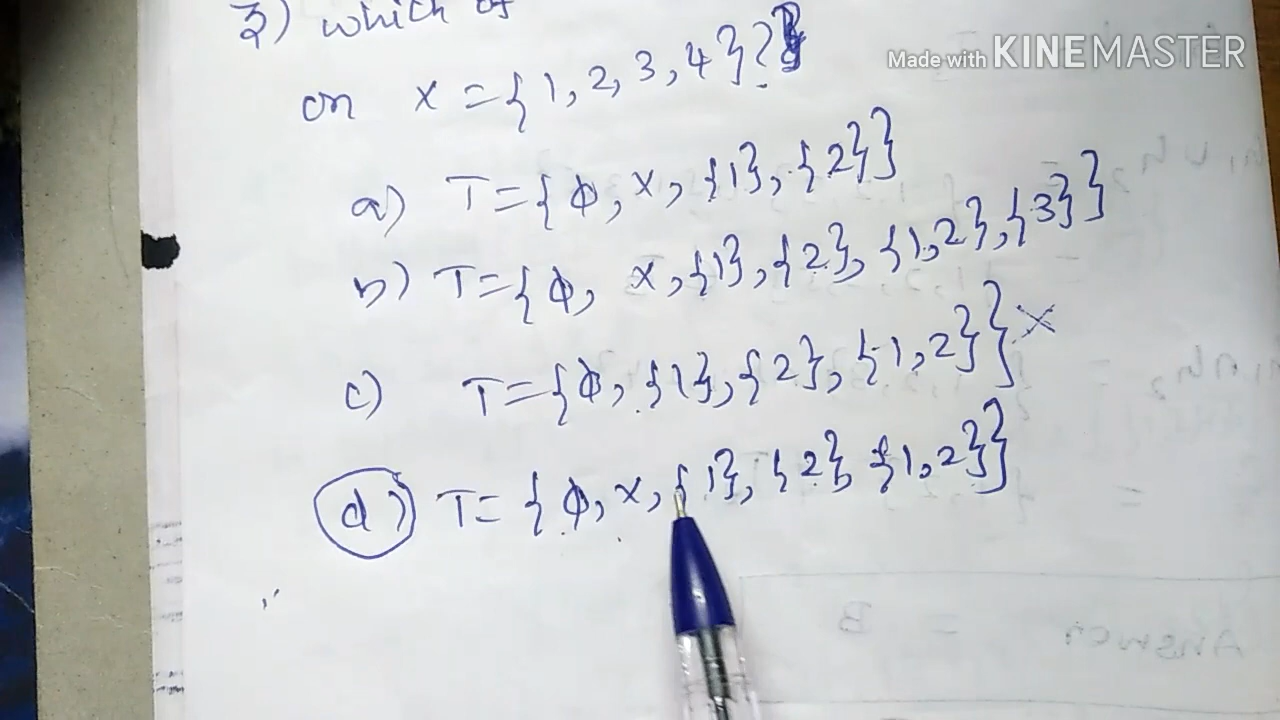 3) which of
Made with KINEMASTER
on x = {1, 2, 3, 4}?
a) T = {ϕ, x, {1}, {2}}
b) T = {ϕ, x, {1}, {2}, {1,2}, {3}}
c) T = {ϕ, {1}, {2}, {1,2}} x
d) T = {ϕ, x, {1}, {2}, {1,2}}
Answer = B